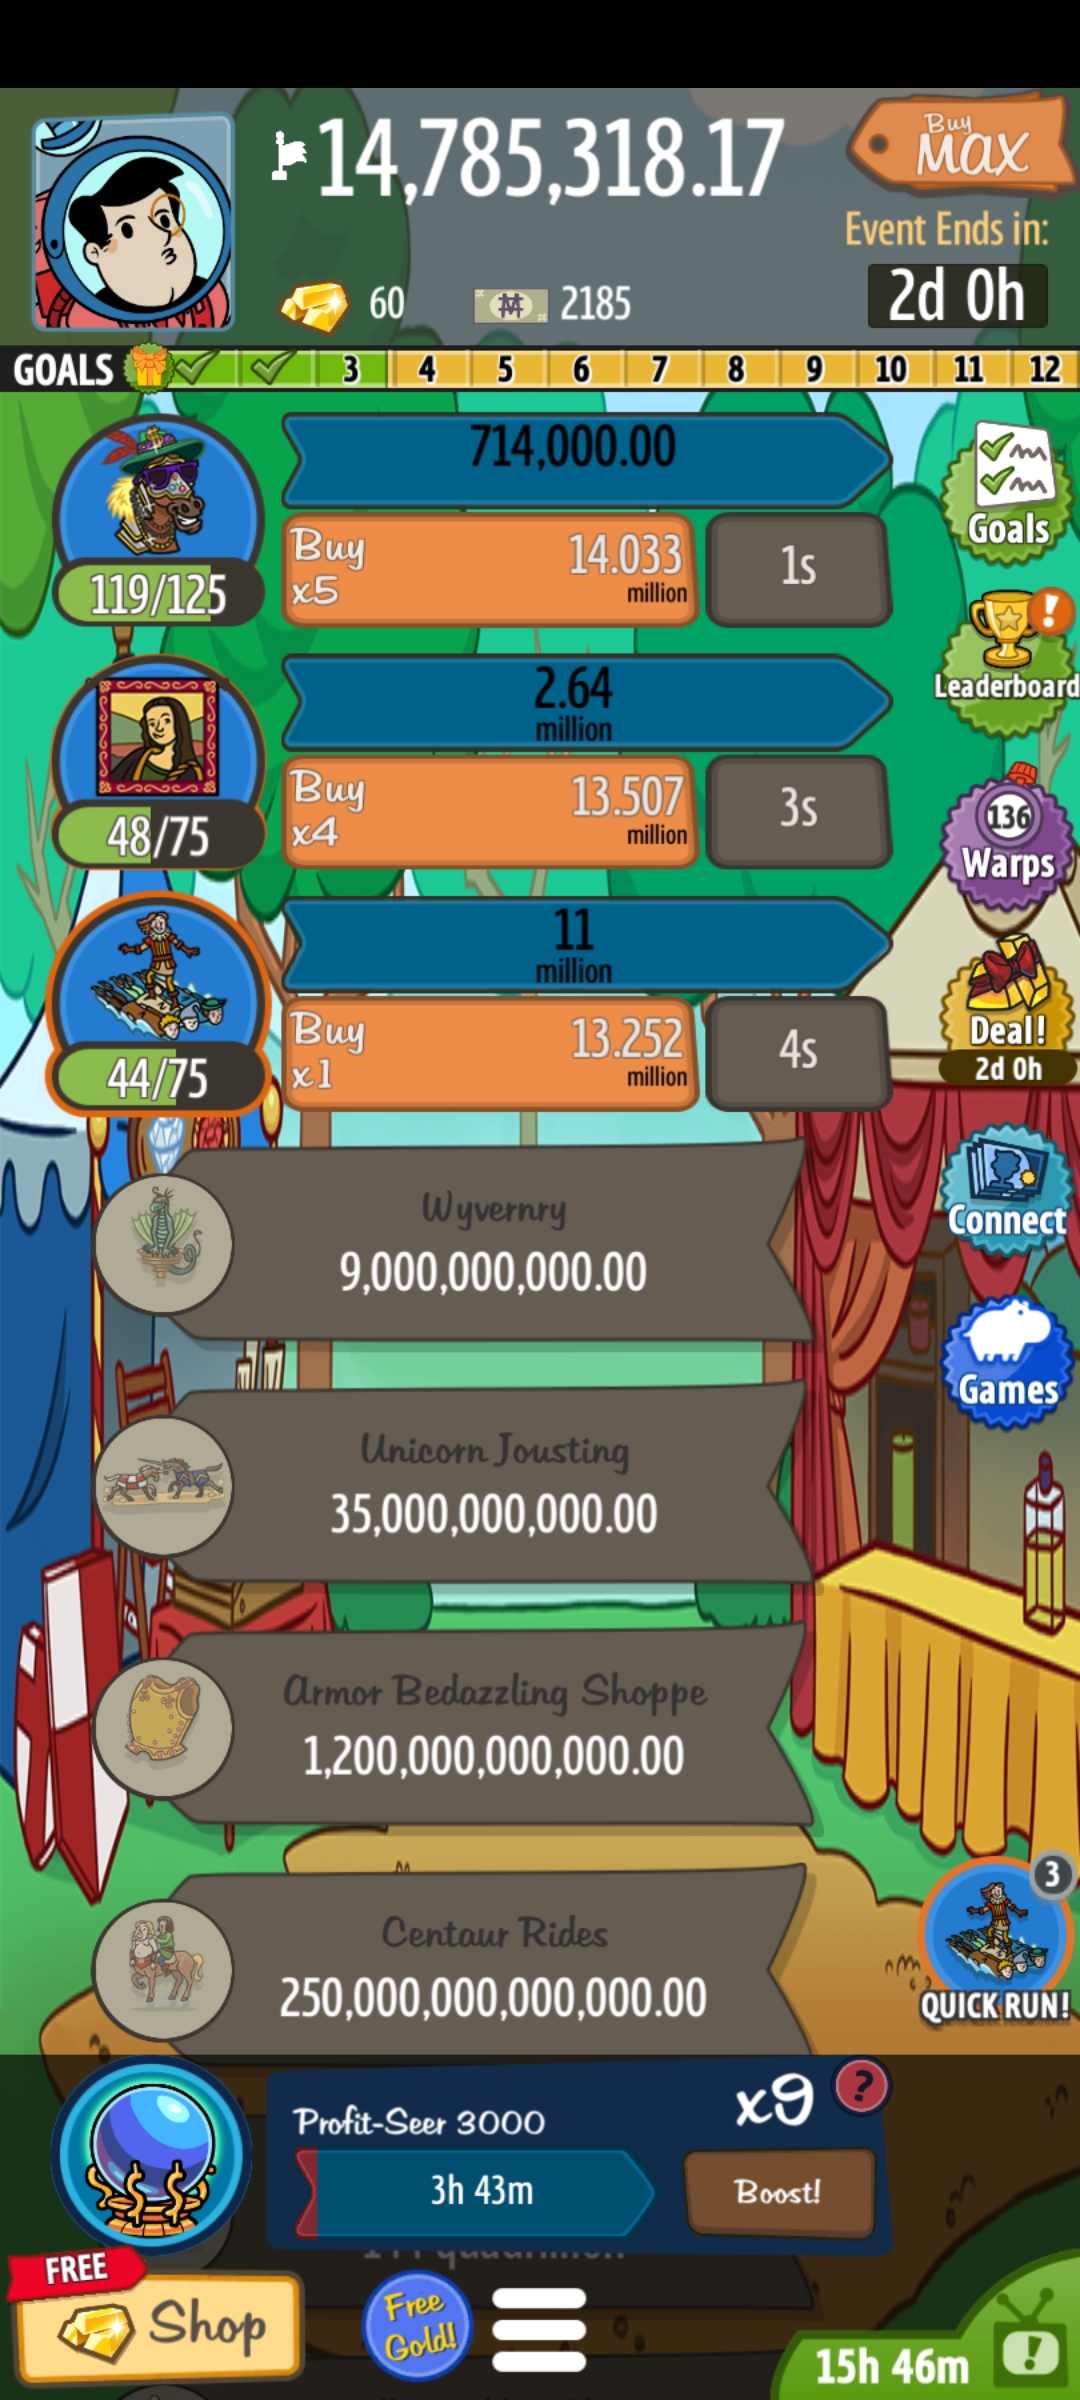 14,785,318.17
Buy
MAX
Event Ends in:
2d 0h
60
2185
GOALS 3 4 5 6 7 8 9 10 11 12
714,000.00
Buy
x5
14.033
million
1s
119/125
Goals
2.64
million
Leaderboard
Buy
x4
13.507
million
3s
48/75
136
Warps
11
million
Buy
x1
13.252
million
4s
44/75
Deal!
2d 0h
Wyvernry
9,000,000,000.00
Connect
Unicorn Jousting
35,000,000,000.00
Games
Armor Bedazzling Shoppe
1,200,000,000,000.00
Centaur Rides
250,000,000,000,000.00
3
QUICK RUN!
Profit-Seer 3000
x9
?
3h 43m
Boost!
FREE
Shop
Free
Gold!
15h 46m